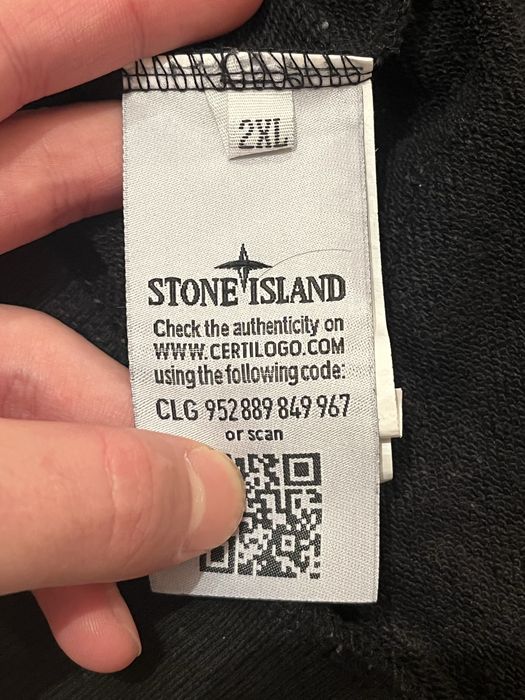 2XL
STONE ISLAND
Check the authenticity on
WWW.CERTILOGO.COM
using the following code:
CLG 952 889 849 967
or scan